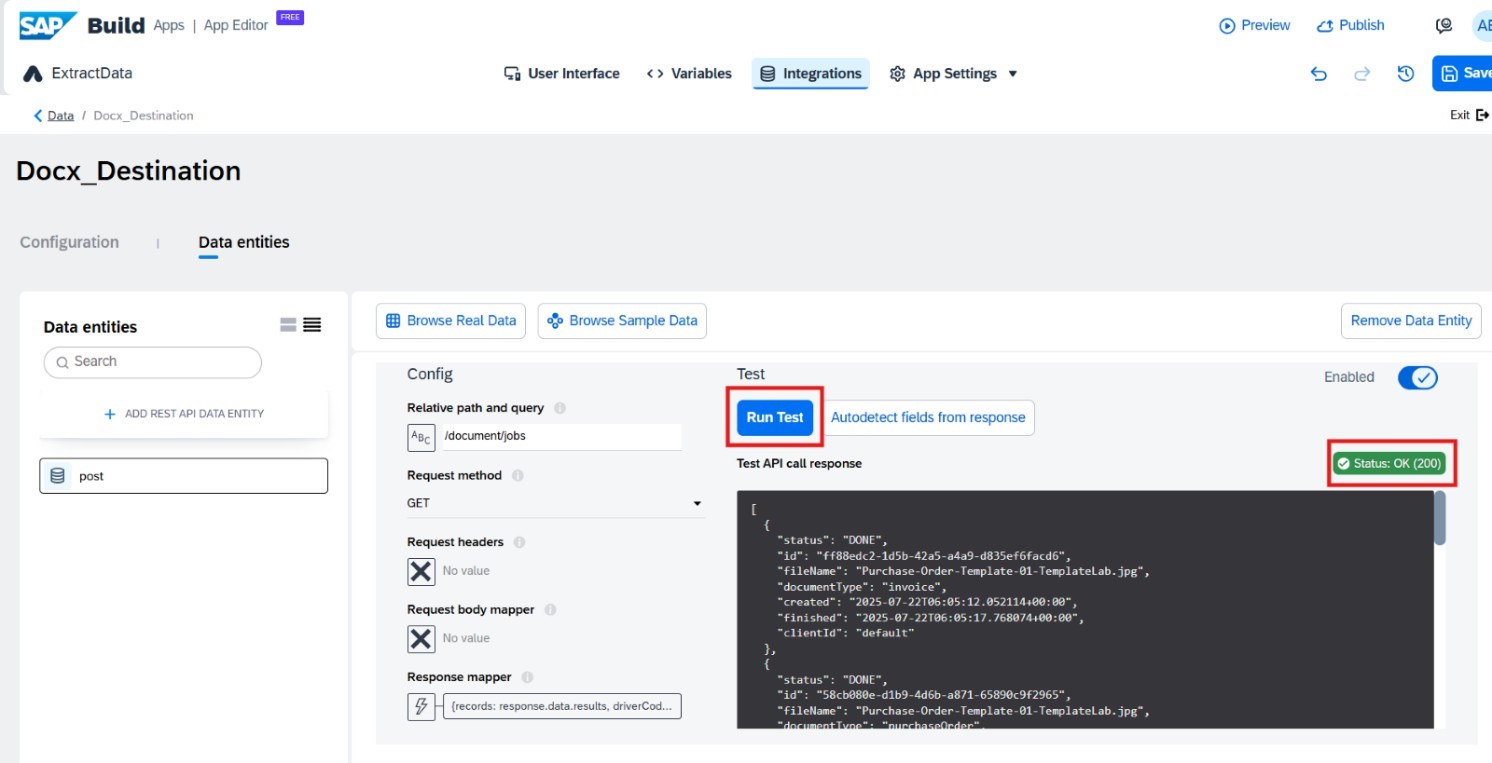 SAP Build Apps | App Editor FREE Preview Publish AE
ExtractData User Interface <> Variables Integrations App Settings Save
Data / Docx_Destination Exit
Docx_Destination
Configuration | Data entities
Data entities
Search
+ ADD REST API DATA ENTITY
post
Browse Real Data Browse Sample Data Remove Data Entity
Config Test Enabled
Relative path and query
ABC /document/jobs
Run Test Autodetect fields from response
Request method
GET
Test API call response Status: OK (200)
Request headers
No value
Request body mapper
No value
Response mapper
{records: response.data.results, driverCod...
[
{
"status": "DONE",
"id": "ff88edc2-1d5b-42a5-a4a9-d835ef6facd6",
"fileName": "Purchase-Order-Template-01-TemplateLab.jpg",
"documentType": "invoice",
"created": "2025-07-22T06:05:12.052114+00:00",
"finished": "2025-07-22T06:05:17.768074+00:00",
"clientId": "default"
},
{
"status": "DONE",
"id": "58cb080e-d1b9-4d6b-a871-65890c9f2965",
"fileName": "Purchase-Order-Template-01-TemplateLab.jpg",
"documentType": "purchaseOrder",